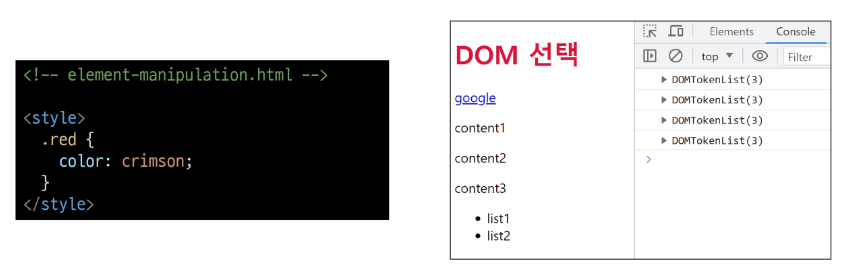 <!-- element-manipulation.html -->
<style>
.red {
color: crimson;
}
</style>
DOM 선택
google
content1
content2
content3
• list1
• list2
Elements Console
top ▼ Filter
▶ DOMTokenList(3)
▶ DOMTokenList(3)
▶ DOMTokenList(3)
▶ DOMTokenList(3)
>